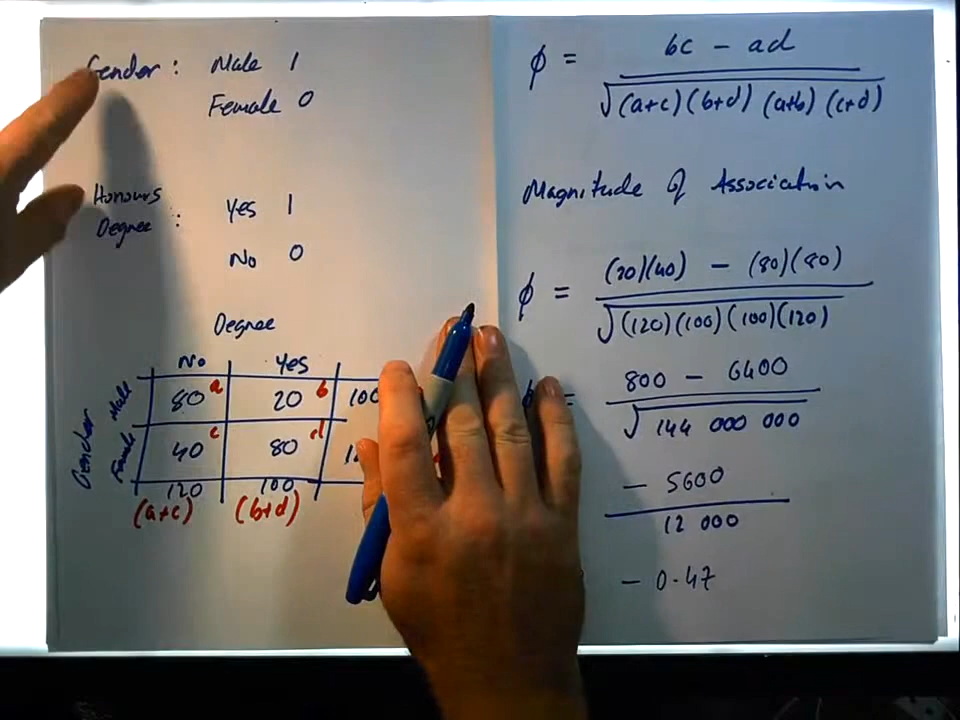 Gender : Male 1
Female 0
Honours
Degree : Yes 1
No 0
Degree
No Yes
Gender
Male 80 a 20 b 100
Female 40 c 80 d
120 100
(a+c) (b+d)
ϕ = bc - ad
√(a+c)(b+d)(a+b)(c+d)
Magnitude of Association
ϕ = (20)(40) - (80)(80)
√(120)(100)(100)(120)
= 800 - 6400
√144 000 000
- 5600
12 000
- 0.47